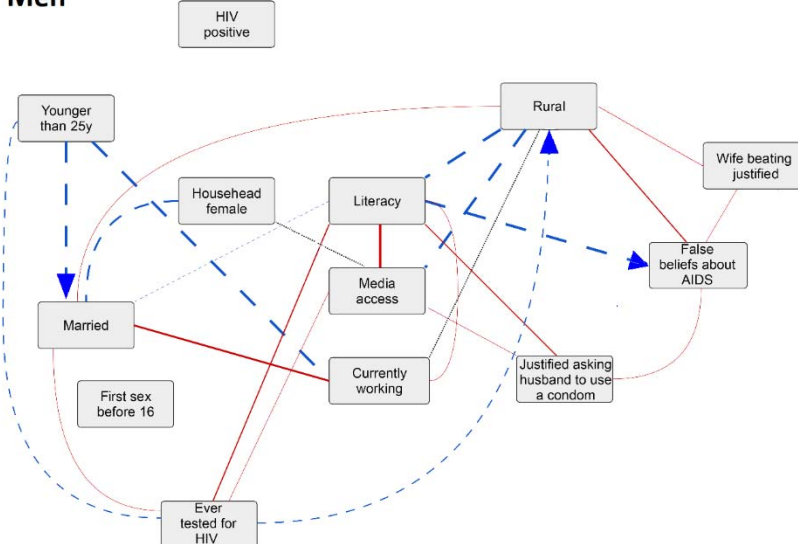 Men
HIV
positive
Younger
than 25y
Rural
Wife beating
justified
Househead
female
Literacy
False
beliefs about
AIDS
Media
access
Married
Currently
working
Justified asking
husband to use
a condom
First sex
before 16
Ever
tested for
HIV